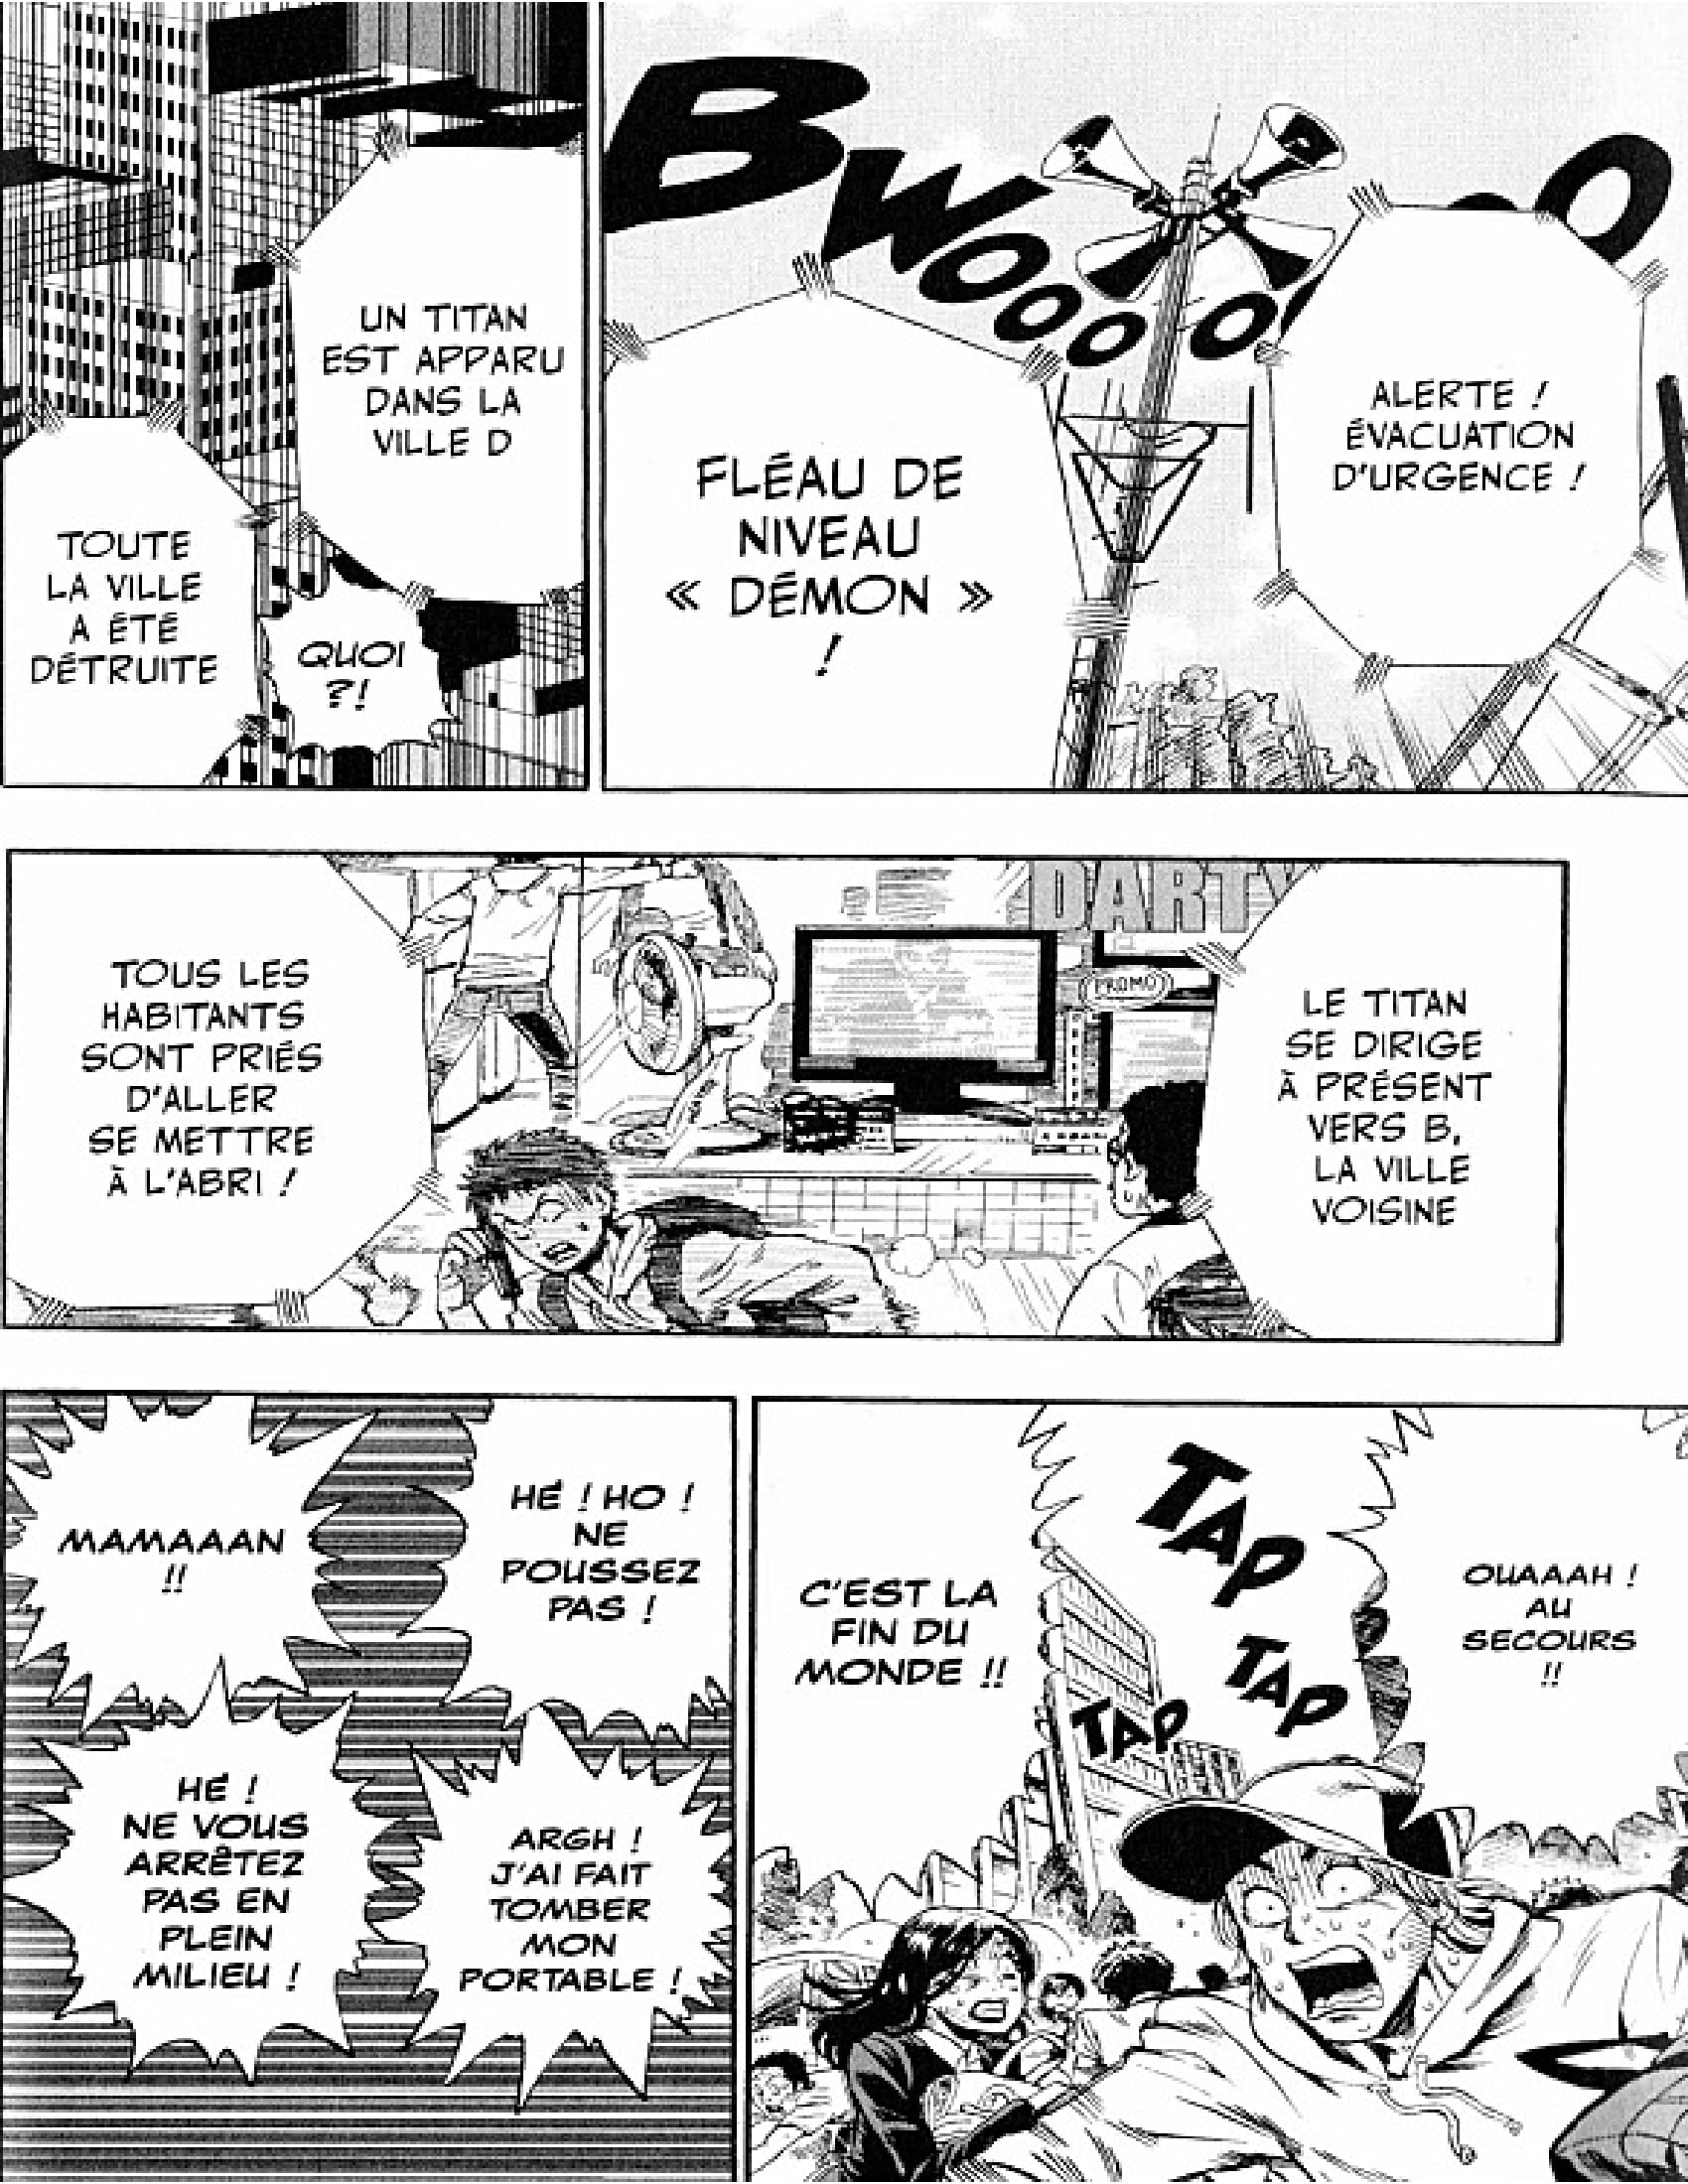 BWOOOOO
ALERTE !
ÉVACUATION
D'URGENCE !
FLÉAU DE
NIVEAU
« DÉMON »
!
UN TITAN
EST APPARU
DANS LA
VILLE D
QUOI
?!
TOUTE
LA VILLE
A ÉTÉ
DÉTRUITE
DARTY
PROMO
LE TITAN
SE DIRIGE
À PRÉSENT
VERS B,
LA VILLE
VOISINE
TOUS LES
HABITANTS
SONT PRIÉS
D'ALLER
SE METTRE
À L'ABRI !
OUAAAH !
AU
SECOURS
!!
TAP
TAP
TAP
C'EST LA
FIN DU
MONDE !!
HÉ ! HO !
NE
POUSSEZ
PAS !
MAMAAAN
!!
ARGH !
J'AI FAIT
TOMBER
MON
PORTABLE !
HÉ !
NE VOUS
ARRÊTEZ
PAS EN
PLEIN
MILIEU !